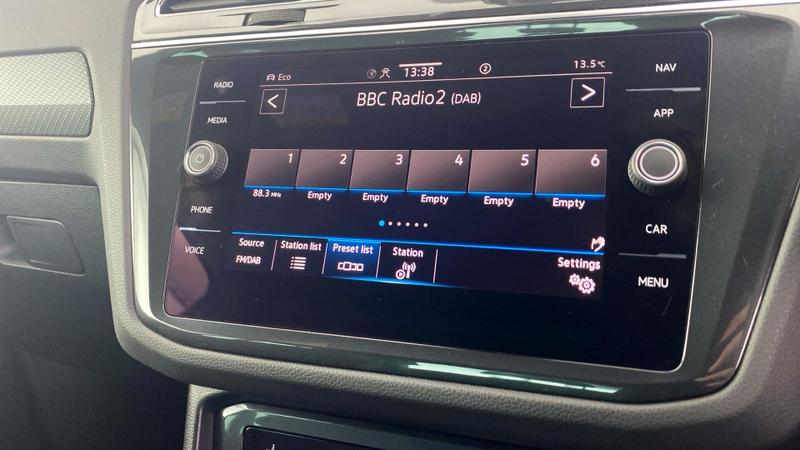 RADIO
MEDIA
PHONE
VOICE
Eco
13:38
2
13.5°C
<
BBC Radio2 (DAB)
>
1 2 3 4 5 6
88.3 MHz Empty Empty Empty Empty Empty
Source Station list Preset list Station Settings
FM/DAB
NAV
APP
CAR
MENU